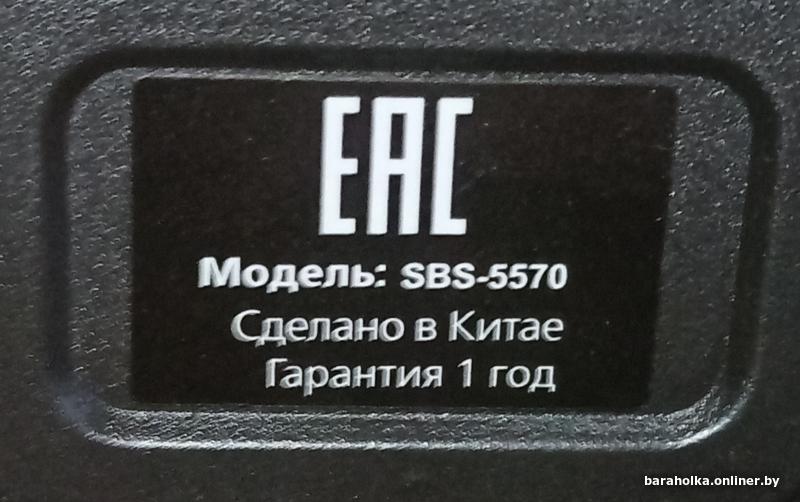 EAC
Модель: SBS-5570
Сделано в Китае
Гарантия 1 год
baraholka.onliner.by